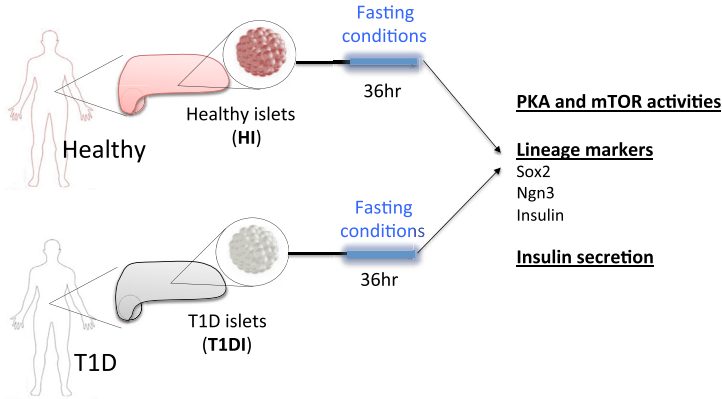 Fasting
conditions
36hr
Healthy islets
(HI)
Healthy
PKA and mTOR activities
Lineage markers
Sox2
Ngn3
Insulin
Insulin secretion
Fasting
conditions
36hr
T1D islets
(T1DI)
T1D